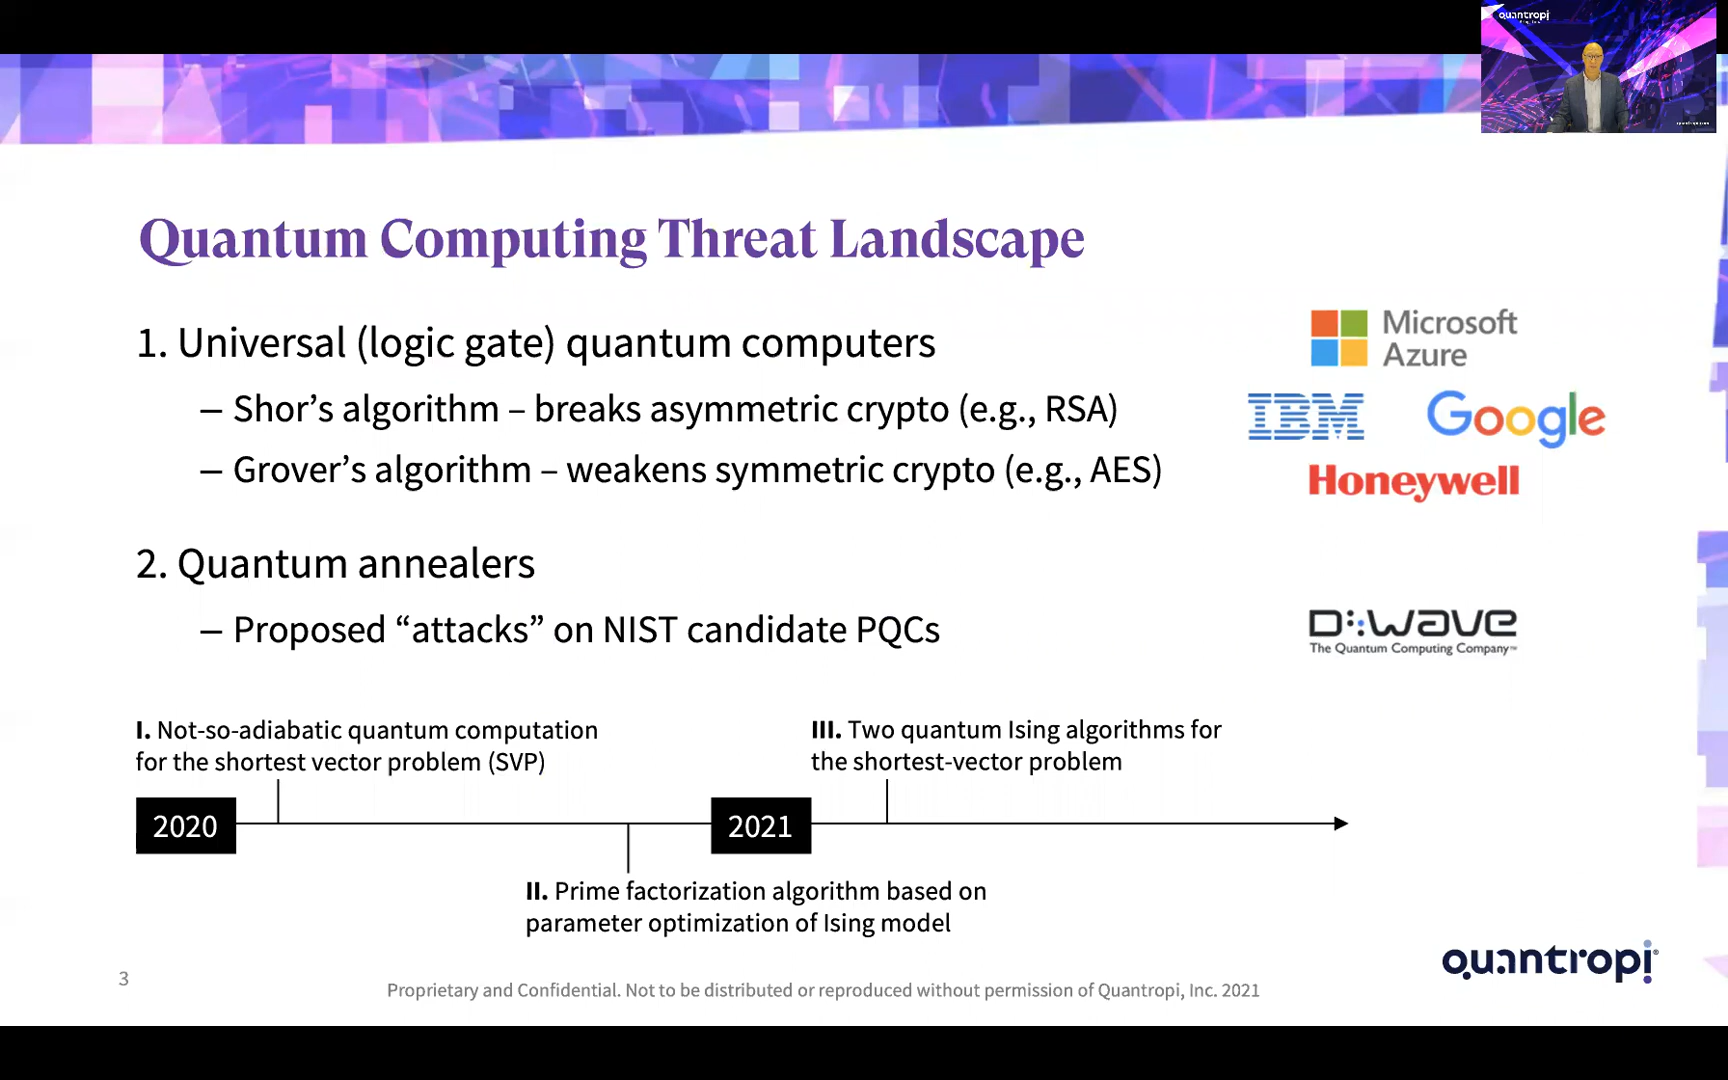 quantropi
Quantum Computing Threat Landscape
1. Universal (logic gate) quantum computers
– Shor’s algorithm – breaks asymmetric crypto (e.g., RSA)
– Grover’s algorithm – weakens symmetric crypto (e.g., AES)
Microsoft
Azure
IBM
Google
Honeywell
2. Quantum annealers
– Proposed “attacks” on NIST candidate PQCs
D:wave
The Quantum Computing Company™
I. Not-so-adiabatic quantum computation
for the shortest vector problem (SVP)
III. Two quantum Ising algorithms for
the shortest-vector problem
2020
2021
II. Prime factorization algorithm based on
parameter optimization of Ising model
quantropi®
3
Proprietary and Confidential. Not to be distributed or reproduced without permission of Quantropi, Inc. 2021